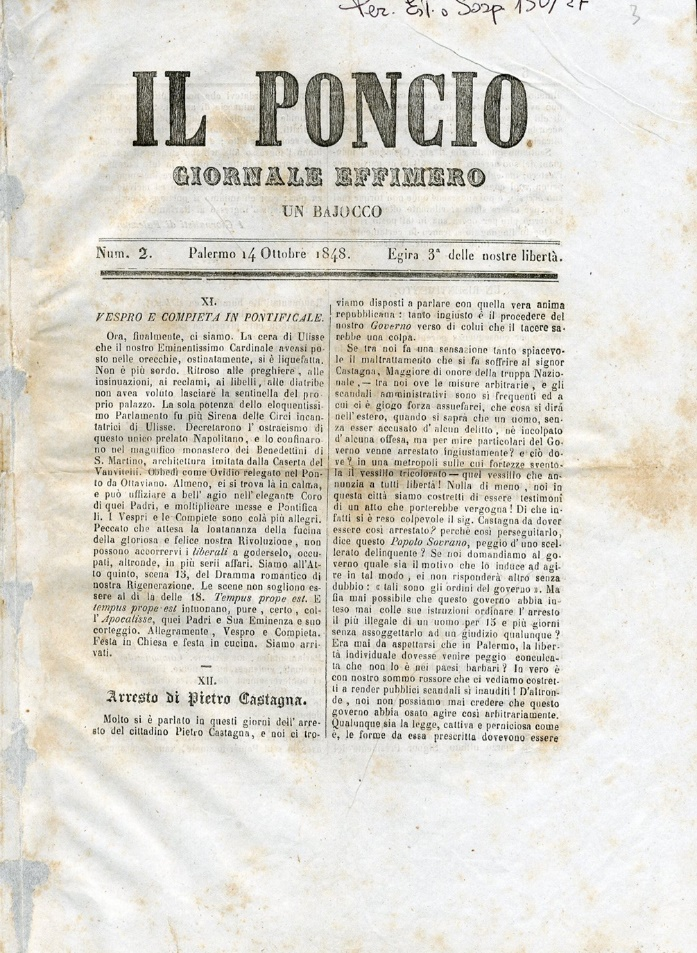 Per. Est. o Sosp 150/27
3
IL PONCIO
GIORNALE EFFIMERO
UN BAJOCCO
Num. 2. Palermo 14 Ottobre 1848. Egira 3ª delle nostre libertà.
XI.
VESPRO E COMPIETA IN PONTIFICALE.
Ora, finalmente, ci siamo. La cera di Ulisse
che il nostro Eminentissimo Cardinale aveasi po-
sto nelle orecchie, ostinatamente, si è liquefatta.
Non è più sordo. Ritroso alle preghiere, alle
insinuazioni, ai reclami, ai libelli, alle diatribe
non avea voluto lasciare la sentinella del pro-
prio palazzo. La sola potenza dello eloquentissi-
mo Parlamento fu più Sirena delle Circi incan-
tatrici di Ulisse. Decretarono l'ostracismo di
questo unico prelato Napolitano, e lo confinaro-
no nel magnifico monastero dei Benedettini di
S. Martino, architettura imitata dalla Caserta del
Vanvitelli. Obbedì come Ovidio relegato nel Pon-
to da Ottaviano. Almeno, ei si trova là in calma,
e può uffiziare a bell' agio nell'elegante Coro
di quei Padri, e moltiplicare messe e Pontifica-
li. I Vespri e le Compiete sono colà più allegri.
Peccato che attesa la lontananza della fucina
della gloriosa e felice nostra Rivoluzione, non
possono accorrervi i liberali a goderselo, occu-
pati, altronde, in più serii affari. Siamo all'At-
to quinto, scena 13, del Dramma romantico di
nostra Rigenerazione. Le scene non sogliono es-
sere al di là delle 18. Tempus prope est. E
tempus prope est intuonano, pure, certo, col-
l'Apocalisse, quei Padri e Sua Eminenza e suo
corteggio. Allegramente, Vespro e Compieta.
Festa in Chiesa e festa in cucina. Siamo arri-
vati.
XII.
Arresto di Pietro Castagna.
Molto si è parlato in questi giorni dell' arre-
sto del cittadino Pietro Castagna, e noi ci tro-
viamo disposti a parlare con quella vera anima
repubblicana: tanto ingiusto è il procedere del
nostro Governo verso di colui che il tacere sa-
rebbe una colpa.
Se tra noi fa una sensazione tanto spiacevo-
le il maltrattamento che si fa soffrire al signor
Castagna, Maggiore di onore della truppa Nazio-
nale, — tra noi ove le misure arbitrarie, e gli
scandali amministrativi sono sì frequenti ed a
cui ci è giogo forza assuefarci, che cosa si dirà
nell'estero, quando si saprà che un uomo, sen-
za esser accusato d'alcun delitto, nè incolpato
d'alcuna offesa, ma per mire particolari del Go-
verno venne arrestato ingiustamente? e ciò do-
ve? in una metropoli sulle cui fortezze svento-
la il vessillo tricolorato — quel vessillo che an-
nunzia a tutti libertà! Nulla di meno, noi in
questa città siamo costretti di essere testimoni
di un atto che porterebbe vergogna! Di che in-
fatti si è reso colpevole il sig. Castagna da dover
essere così arrestato? perchè così perseguitarlo,
dice questo Popolo Sovrano, peggio d'uno scel-
lerato delinquente? Se noi domandiamo al go-
verno quale sia il motivo che lo induce ad agi-
re in tal modo, ei non risponderà altro senza
dubbio: « tali sono gli ordini del governo ». Ma
fia mai possibile che questo governo abbia in-
teso mai colle sue istruzioni ordinare l'arresto
il più illegale di un uomo per 15 e più giorni
senza assoggettarlo ad un giudizio qualunque?
Era mai da aspettarsi che in Palermo, la liber-
tà individuale dovesse venire peggio conculca-
ta che non lo è nei paesi barbari? In vero è
con nostro sommo rossore che ci vediamo costret-
ti a render pubblici scandali sì inauditi! D'altron-
de, noi non possiamo mai credere che questo
governo abbia osato agire così arbitrariamente.
Qualunque sia la legge, cattiva e perniciosa come
è, le forme da essa prescritta dovevono essere